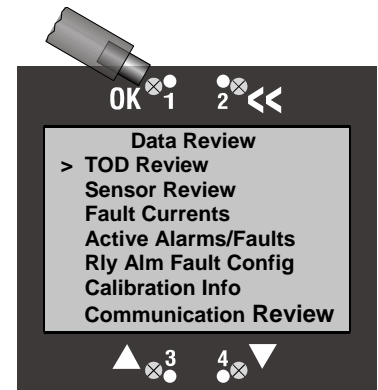 OK 1 2 <<
Data Review
> TOD Review
Sensor Review
Fault Currents
Active Alarms/Faults
Rly Alm Fault Config
Calibration Info
Communication Review
3 4